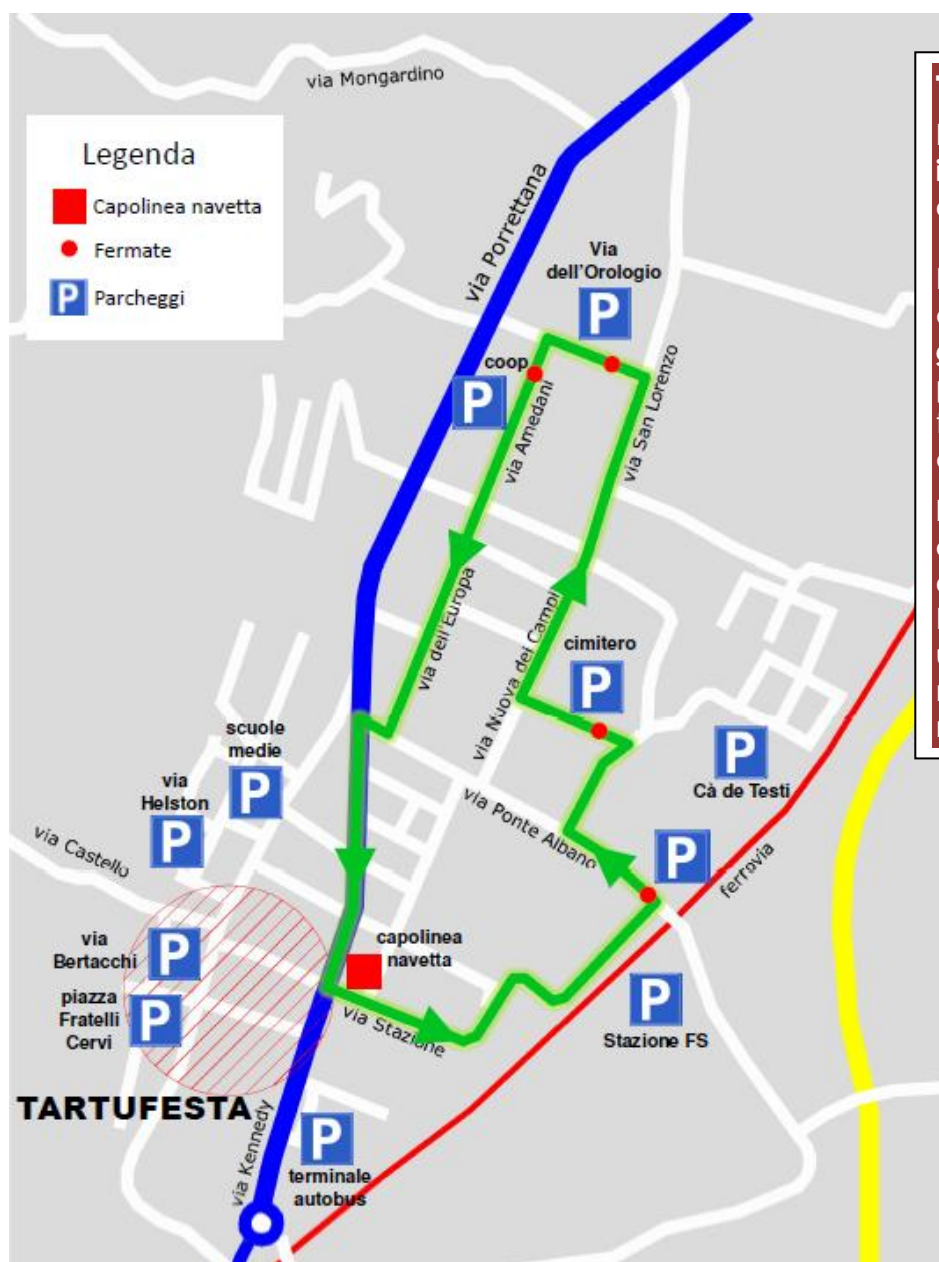 via Mongardino
Legenda
Capolinea navetta
Fermate
P Parcheggi
via Porrettana
Via
dell'Orologio
P
coop
P
via Amedani
via San Lorenzo
via dell'Europa
via Nuova dei Campi
cimitero
P
scuole
medie
P
via
Helston
P
P
Cà de Testi
via Ponte Albano
P
ferrovia
via Castello
via
Bertacchi
P
capolinea
navetta
piazza
Fratelli
Cervi
P
via Stazione
P
Stazione FS
TARTUFESTA
via Kennedy
P
terminale
autobus